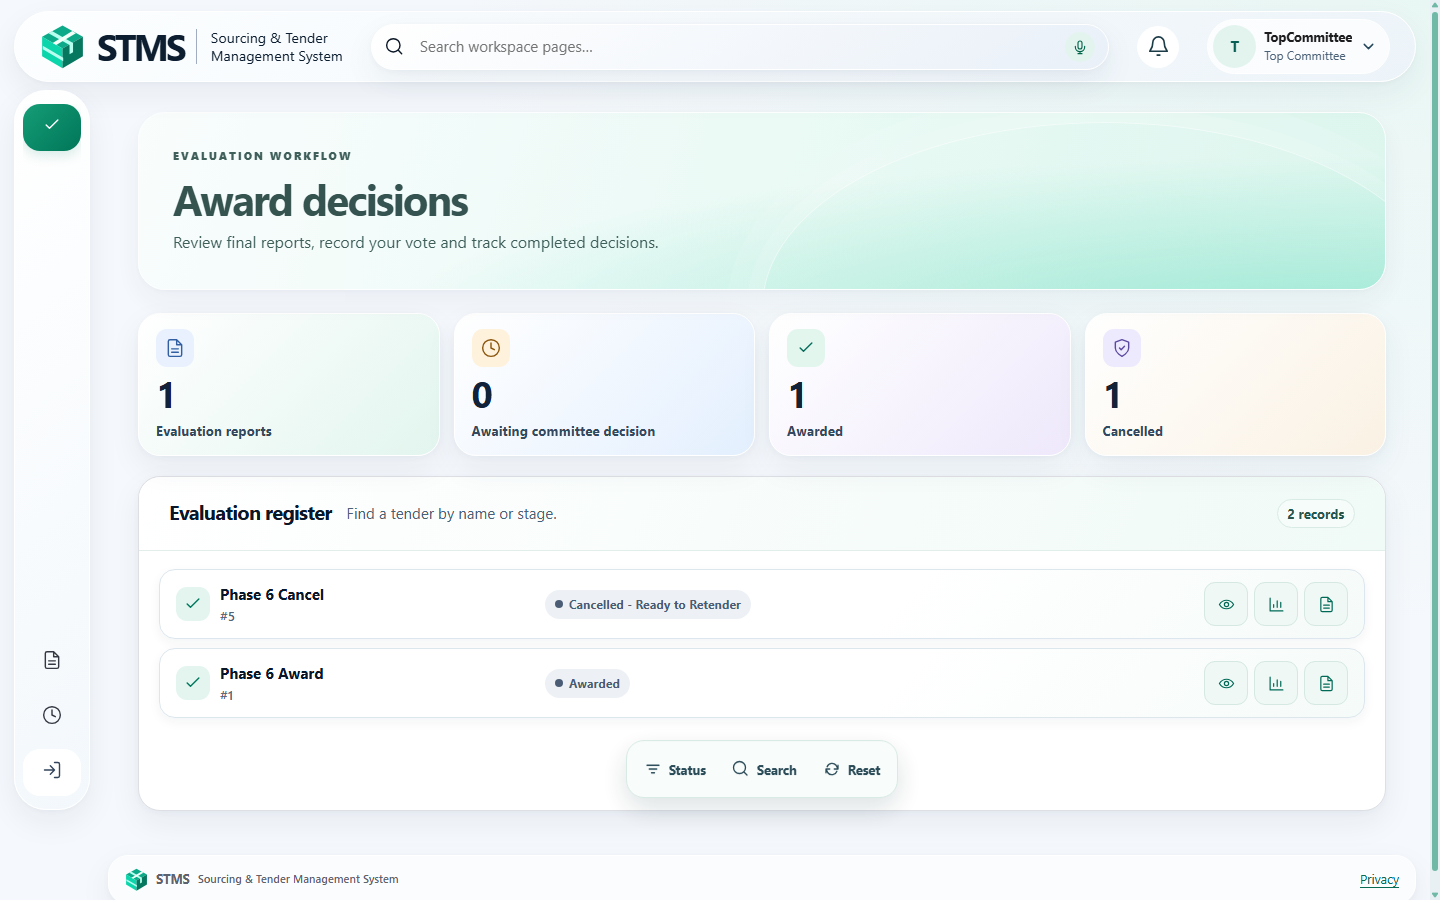 STMS
Sourcing & Tender
Management System
Search workspace pages...
T
TopCommittee
Top Committee
EVALUATION WORKFLOW
Award decisions
Review final reports, record your vote and track completed decisions.
1
Evaluation reports
0
Awaiting committee decision
1
Awarded
1
Cancelled
Evaluation register
Find a tender by name or stage.
2 records
Phase 6 Cancel
#5
Cancelled - Ready to Retender
Phase 6 Award
#1
Awarded
Status
Search
Reset
STMS
Sourcing & Tender Management System
Privacy